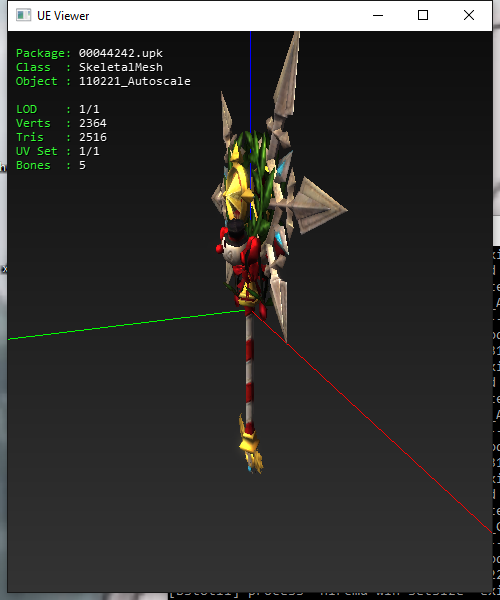 UE Viewer
Package: 00044242.upk
Class : SkeletalMesh
Object : 110221_Autoscale
LOD : 1/1
Verts : 2364
Tris : 2516
UV Set : 1/1
Bones : 5